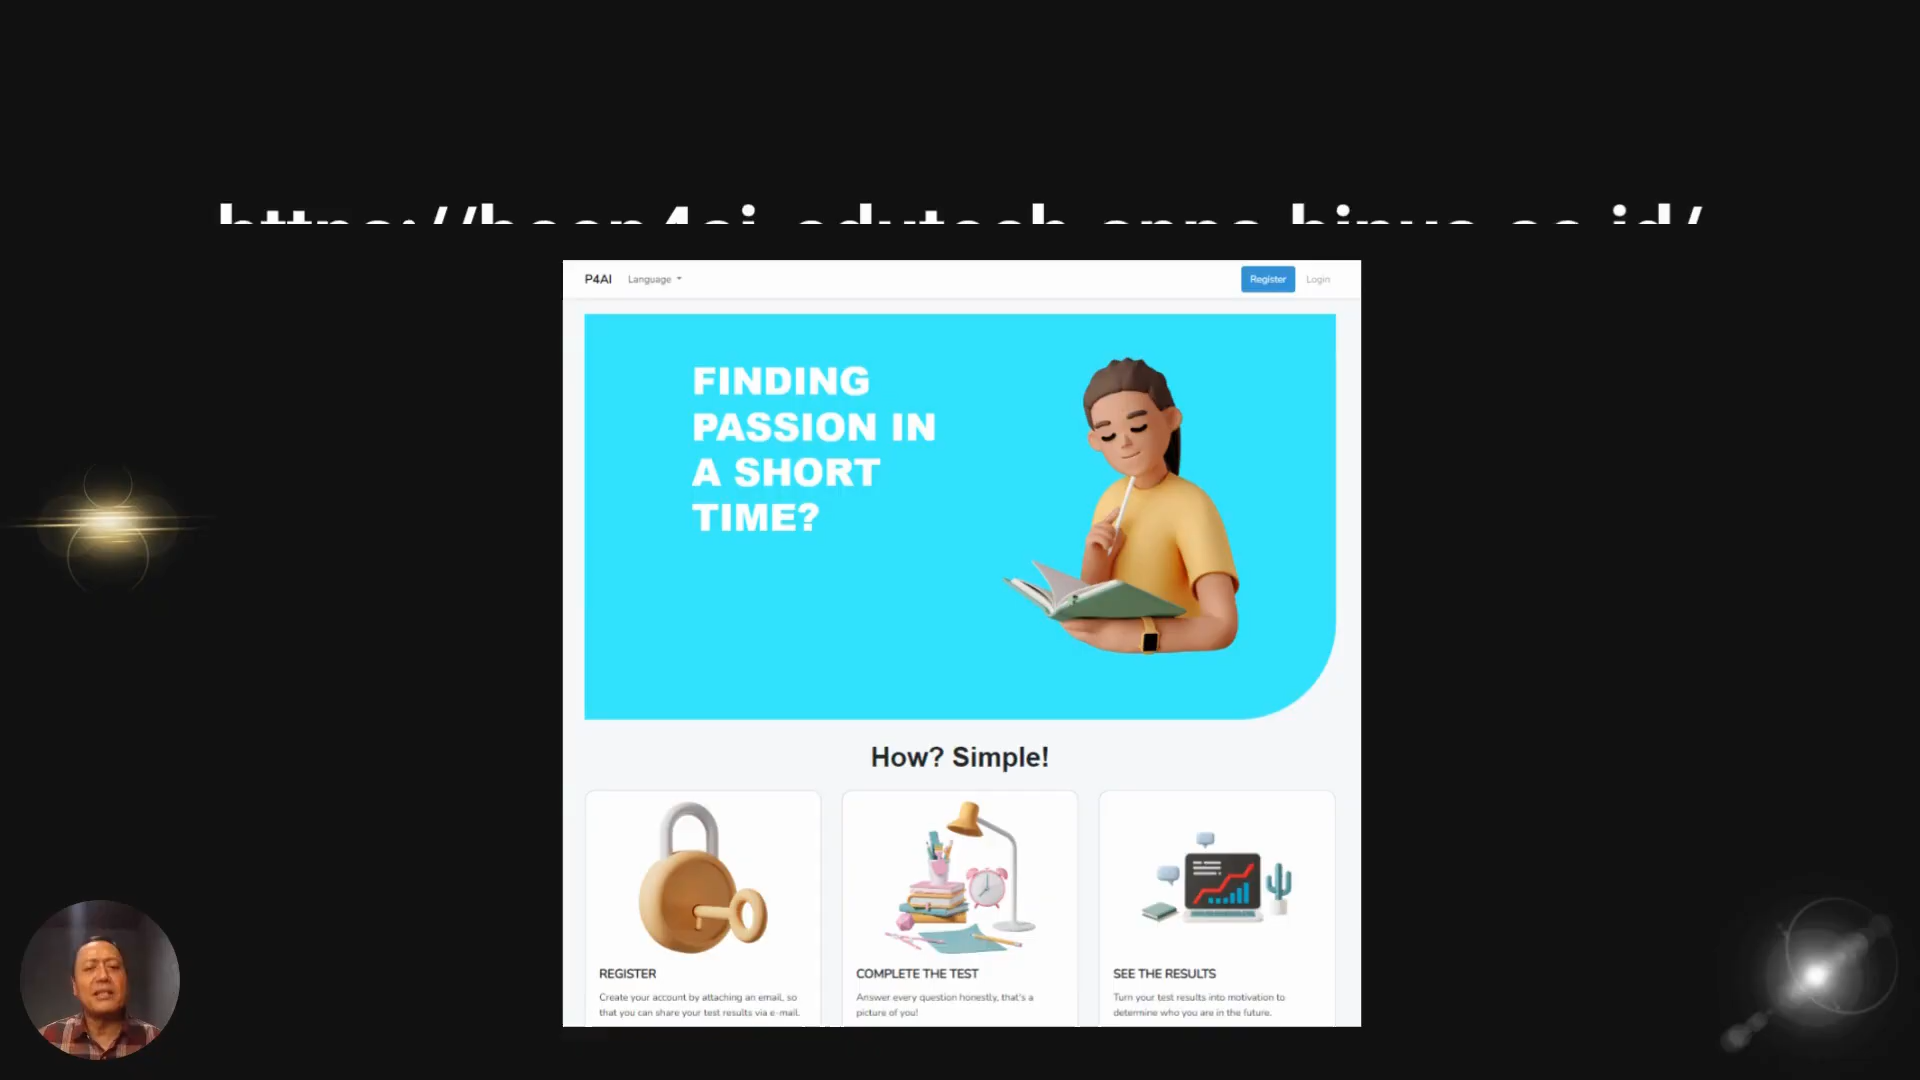 P4AI Language Register Login
FINDING
PASSION IN
A SHORT
TIME?
How? Simple!
REGISTER
Create your account by attaching an email, so
that you can share your test results via e-mail.
COMPLETE THE TEST
Answer every question honestly, that's a
picture of you!
SEE THE RESULTS
Turn your test results into motivation to
determine who you are in the future.